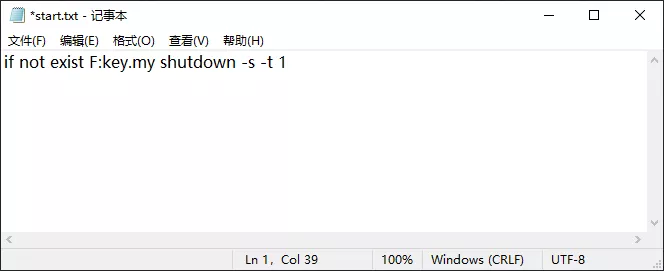 *start.txt - 记事本
文件(F) 编辑(E) 格式(O) 查看(V) 帮助(H)
if not exist F:key.my shutdown -s -t 1
Ln 1, Col 39 100% Windows (CRLF) UTF-8